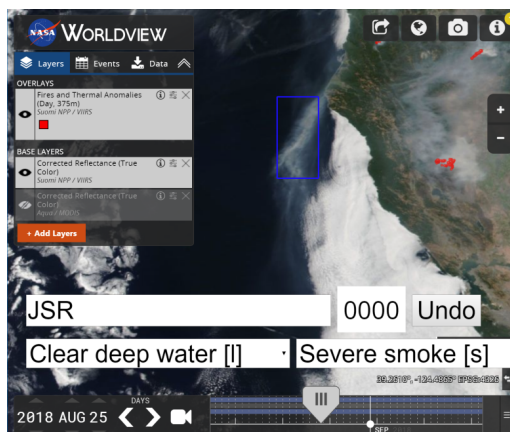 NASA WORLDVIEW
Layers Events Data
OVERLAYS
Fires and Thermal Anomalies
(Day, 375m)
Suomi NPP / VIIRS
BASE LAYERS
Corrected Reflectance (True
Color)
Suomi NPP / VIIRS
Corrected Reflectance (True
Color)
Aqua / MODIS
+ Add Layers
JSR 0000 Undo
Clear deep water [l] Severe smoke [s]
DAYS
2018 AUG 25
SEP